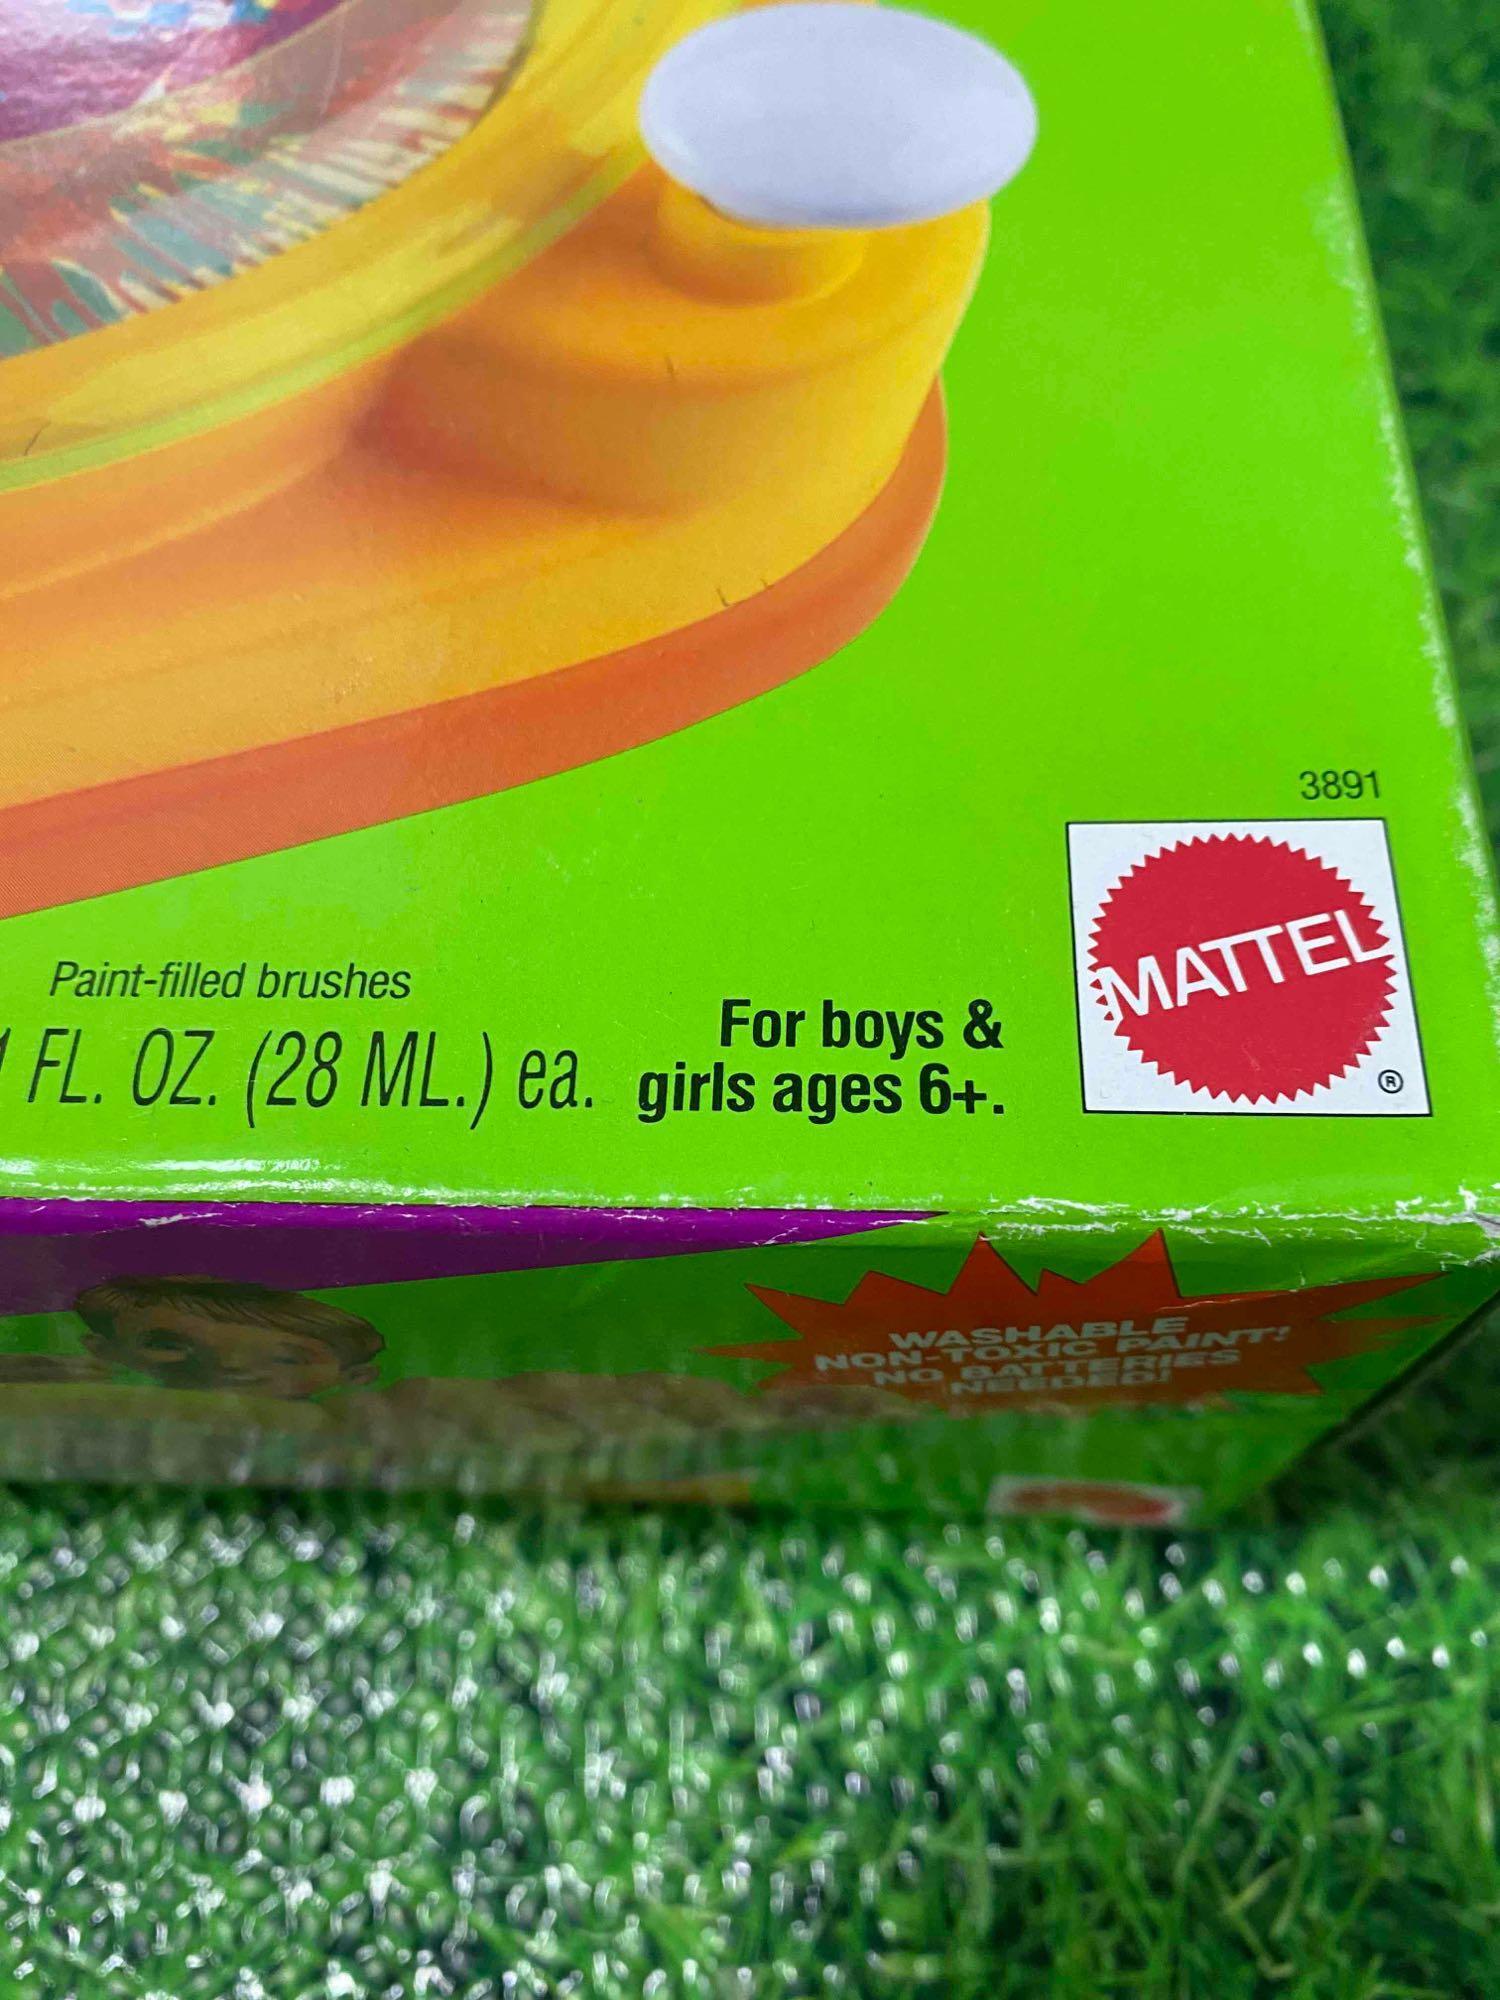 3891
MATTEL
®
Paint-filled brushes
1 FL. OZ. (28 ML.) ea.
For boys &
girls ages 6+.
WASHABLE
NON-TOXIC PAINT!
NO BATTERIES
NEEDED!